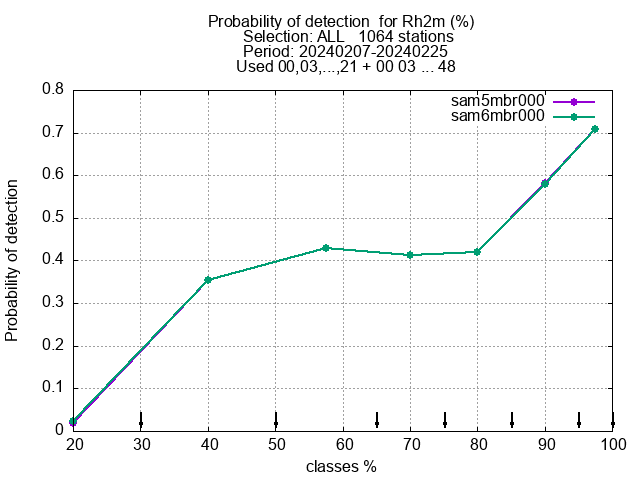 Probability of detection  for Rh2m (%)
Selection: ALL   1064 stations
Period: 20240207-20240225
Used 00,03,...,21 + 00 03 ... 48
sam5mbr000
sam6mbr000
0.8
0.7
0.6
0.5
0.4
0.3
0.2
0.1
0
Probability of detection
20 30 40 50 60 70 80 90 100
classes %